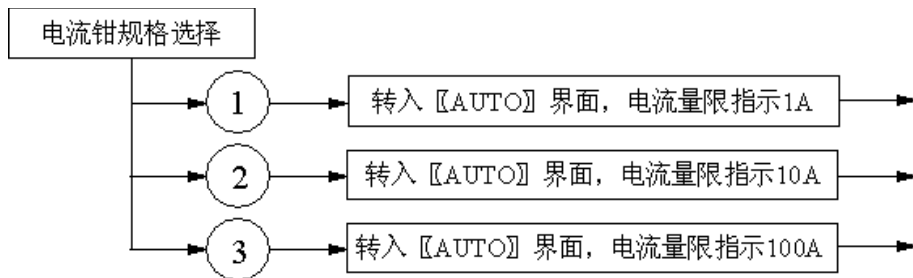 电流钳规格选择
1
转入〖AUTO〗界面，电流量限指示1A
2
转入〖AUTO〗界面，电流量限指示10A
3
转入〖AUTO〗界面，电流量限指示100A